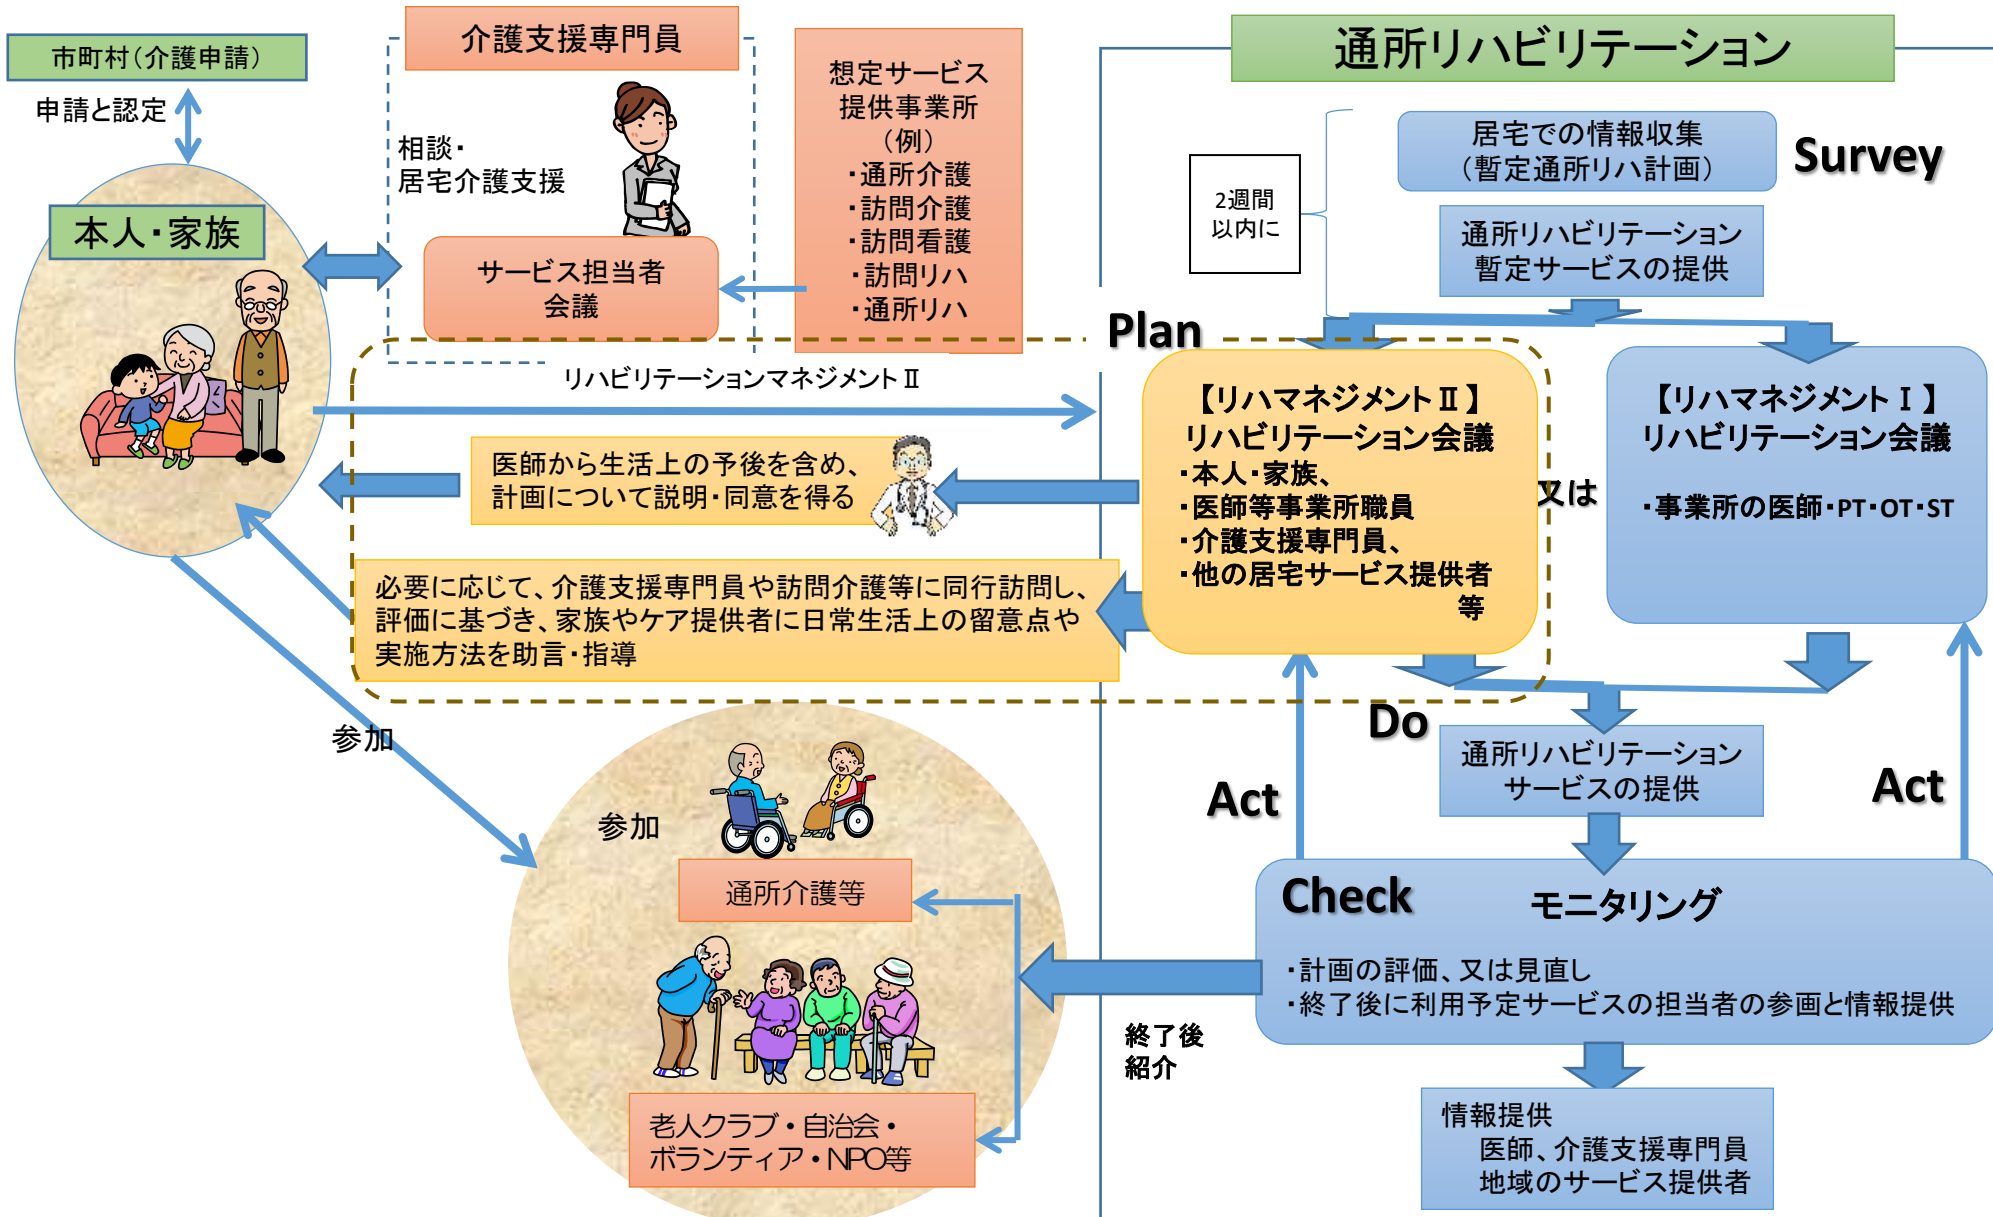 市町村（介護申請）
申請と認定
本人・家族
介護支援専門員
相談・
居宅介護支援
サービス担当者
会議
想定サービス
提供事業所
（例）
・通所介護
・訪問介護
・訪問看護
・訪問リハ
・通所リハ
通所リハビリテーション
2週間
以内に
居宅での情報収集
（暫定通所リハ計画）
Survey
通所リハビリテーション
暫定サービスの提供
Plan
リハビリテーションマネジメントⅡ
【リハマネジメントⅡ】
リハビリテーション会議
・本人・家族、
・医師等事業所職員
・介護支援専門員、
・他の居宅サービス提供者
等
又は
【リハマネジメントⅠ】
リハビリテーション会議
・事業所の医師・PT・OT・ST
医師から生活上の予後を含め、
計画について説明・同意を得る
必要に応じて、介護支援専門員や訪問介護等に同行訪問し、
評価に基づき、家族やケア提供者に日常生活上の留意点や
実施方法を助言・指導
Do
通所リハビリテーション
サービスの提供
Act
Act
Check
モニタリング
・計画の評価、又は見直し
・終了後に利用予定サービスの担当者の参画と情報提供
終了後
紹介
情報提供
医師、介護支援専門員
地域のサービス提供者
参加
参加
通所介護等
老人クラブ・自治会・
ボランティア・NPO等